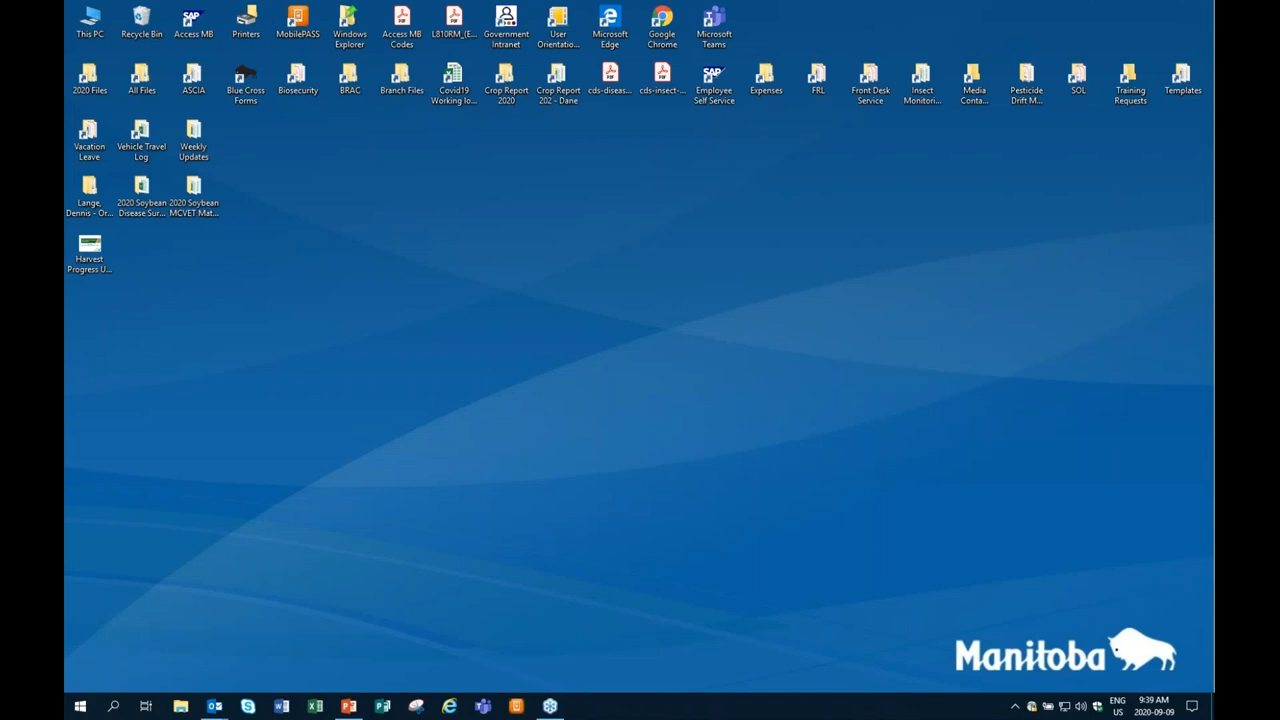 This PC
Recycle Bin
Access MB
Printers
MobilePASS
Windows
Explorer
Access MB
Codes
L810RM_(E...
Government
Intranet
User
Orientatio...
Microsoft
Edge
Google
Chrome
Microsoft
Teams
2020 Files
All Files
ASCIA
Blue Cross
Forms
Biosecurity
BRAC
Branch Files
Covid19
Working lo...
Crop Report
2020
Crop Report
202 - Dane
cds-diseas...
cds-insect-...
Employee
Self Service
Expenses
FRL
Front Desk
Service
Insect
Monitori...
Media
Conta...
Pesticide
Drift M...
SOL
Training
Requests
Templates
Vacation
Leave
Vehicle Travel
Log
Weekly
Updates
Lange,
Dennis - Or...
2020 Soybean
Disease Sur...
2020 Soybean
MCVET Mat...
Harvest
Progress U...
Manitoba
ENG
US
9:39 AM
2020-09-09